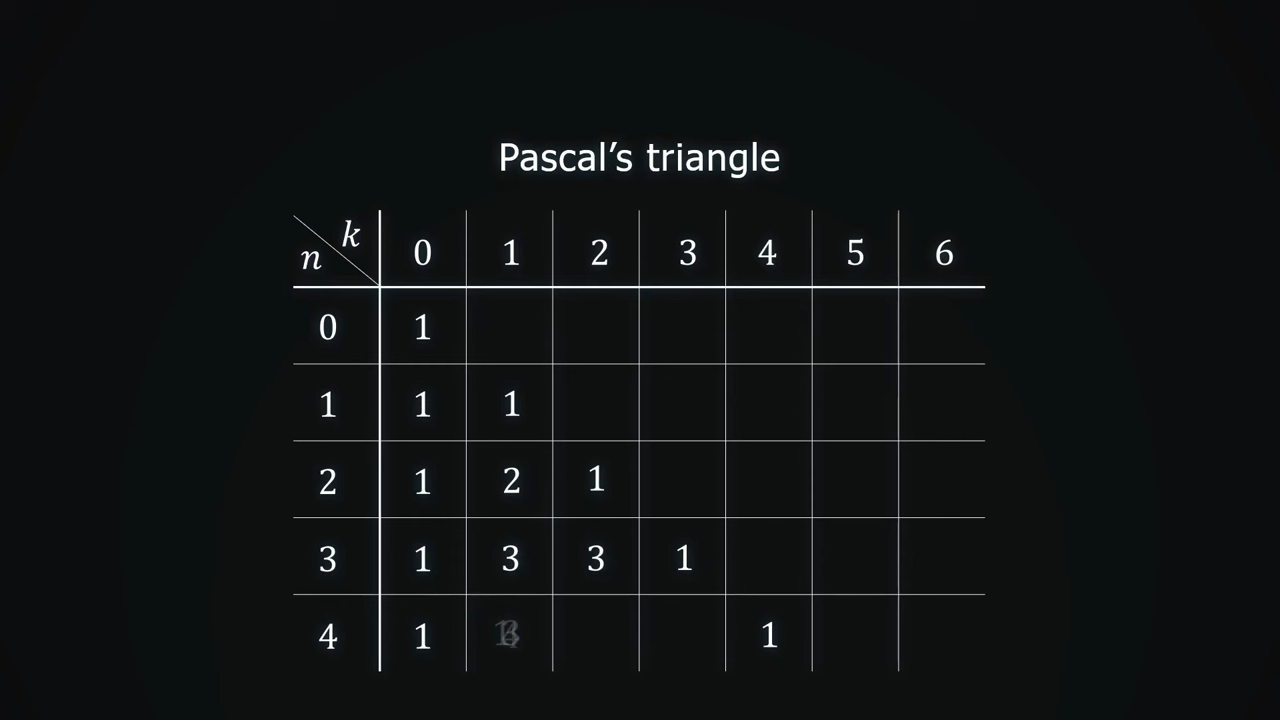 Pascal’s triangle
n k 0 1 2 3 4 5 6
0 1
1 1 1
2 1 2 1
3 1 3 3 1
4 1 1